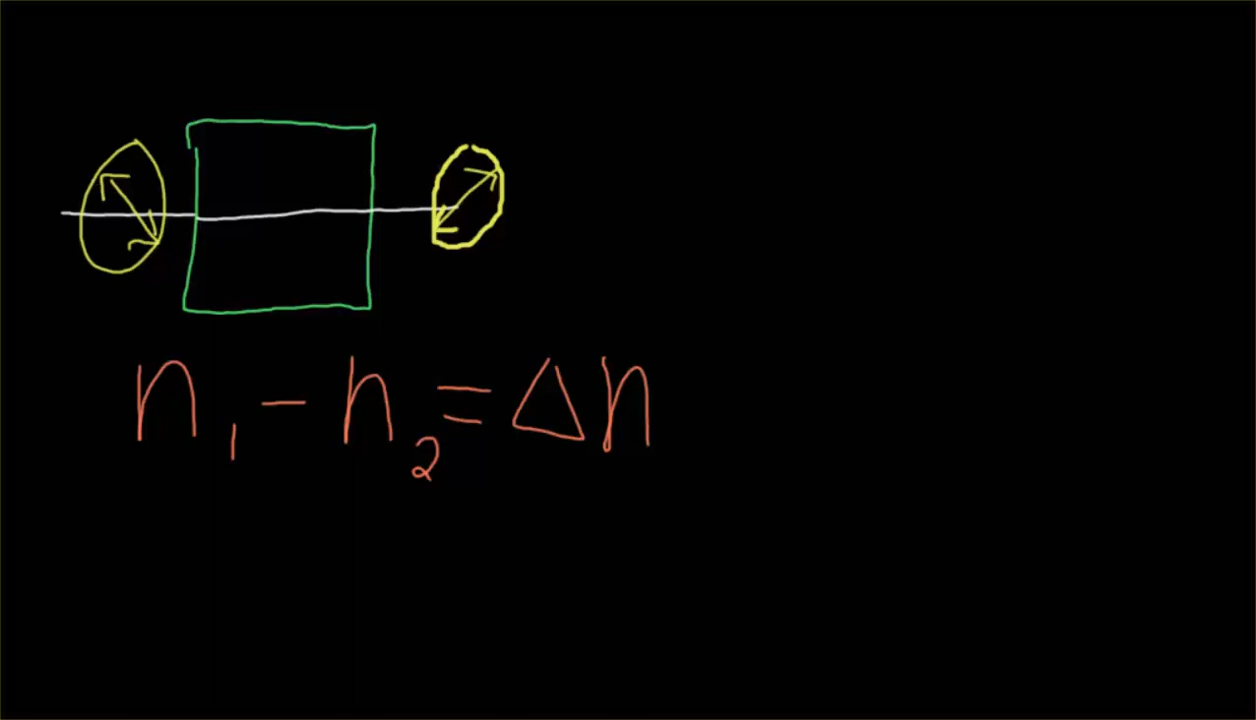 n₁ - n₂ = Δn